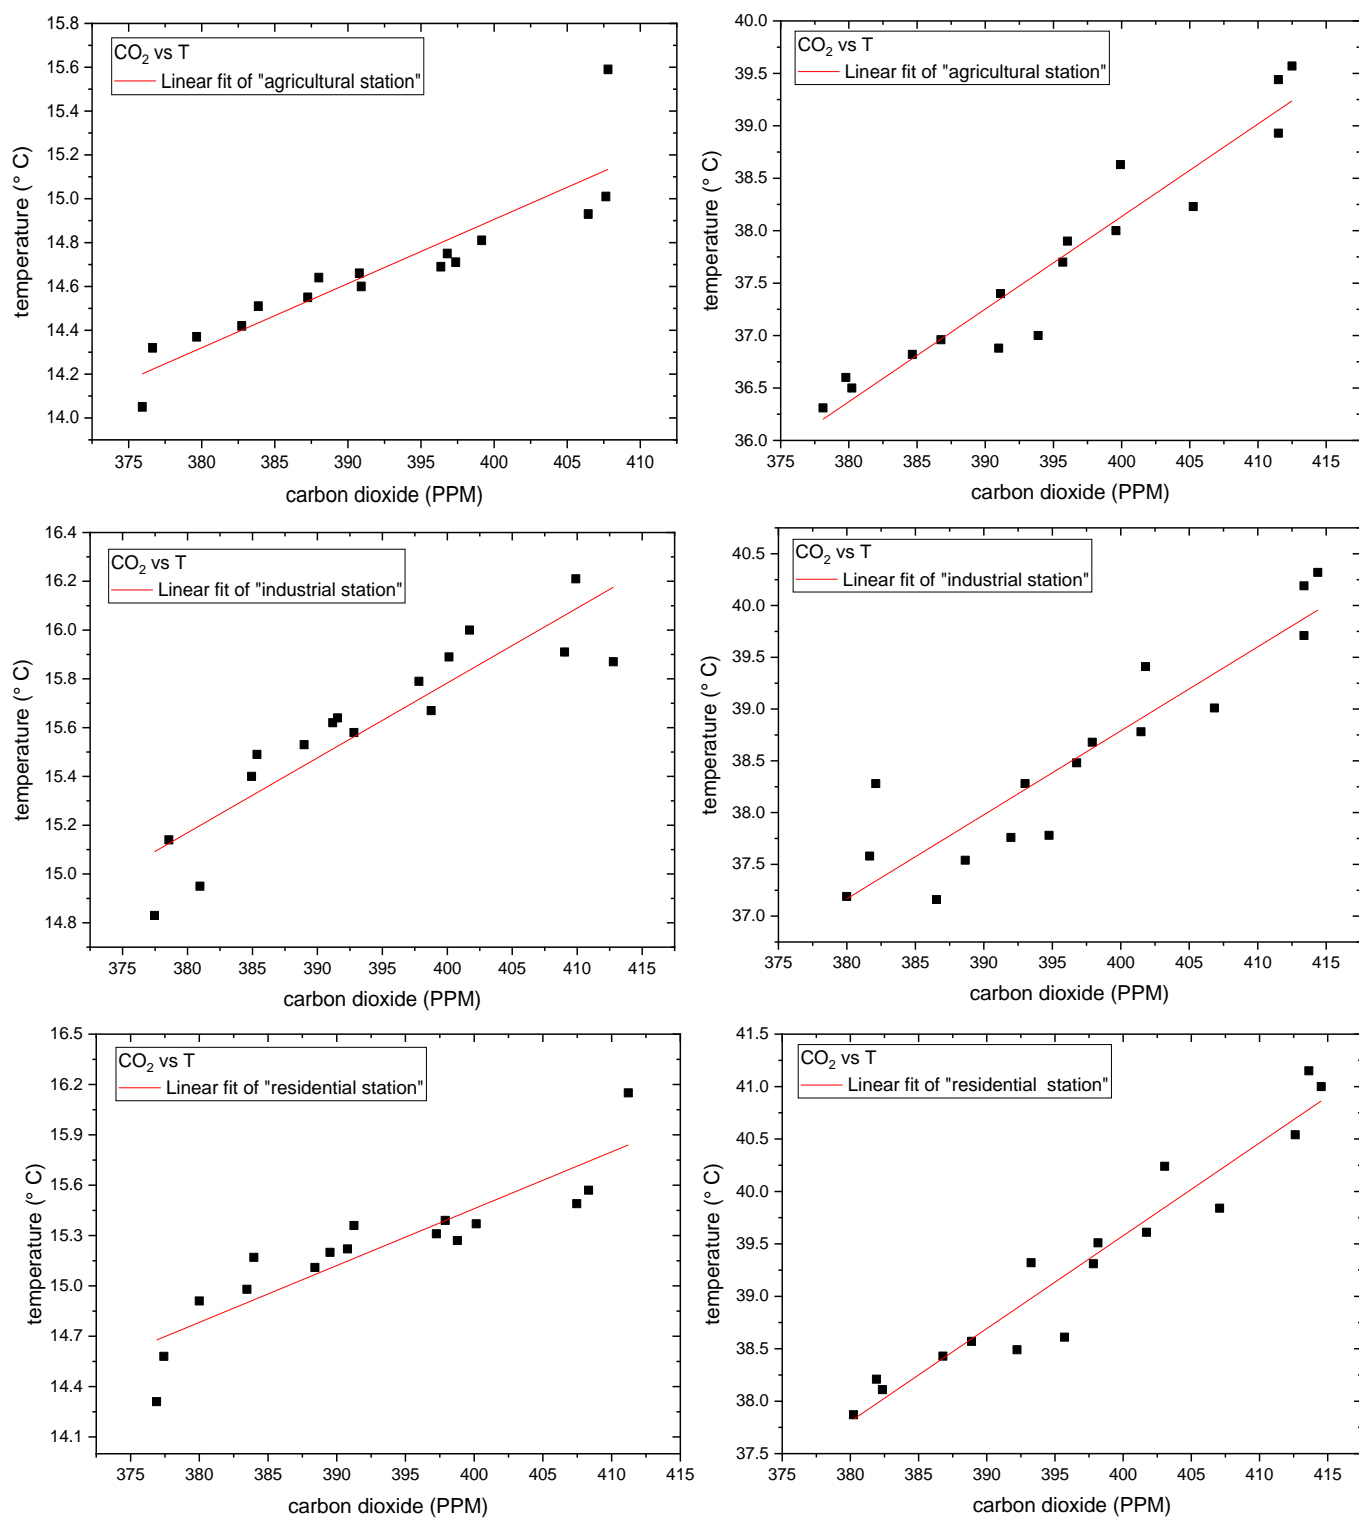 15.8
15.6
15.4
15.2
15.0
14.8
14.6
14.4
14.2
14.0
temperature (° C)
CO₂ vs T
Linear fit of "agricultural station"
375 380 385 390 395 400 405 410
carbon dioxide (PPM)
40.0
39.5
39.0
38.5
38.0
37.5
37.0
36.5
36.0
temperature (° C)
CO₂ vs T
Linear fit of "agricultural station"
375 380 385 390 395 400 405 410 415
carbon dioxide (PPM)
16.4
16.2
16.0
15.8
15.6
15.4
15.2
15.0
14.8
temperature (° C)
CO₂ vs T
Linear fit of "industrial station"
375 380 385 390 395 400 405 410 415
carbon dioxide (PPM)
40.5
40.0
39.5
39.0
38.5
38.0
37.5
37.0
temperature (° C)
CO₂ vs T
Linear fit of "industrial station"
375 380 385 390 395 400 405 410 415
carbon dioxide (PPM)
16.5
16.2
15.9
15.6
15.3
15.0
14.7
14.4
14.1
temperature (° C)
CO₂ vs T
Linear fit of "residential station"
375 380 385 390 395 400 405 410 415
carbon dioxide (PPM)
41.5
41.0
40.5
40.0
39.5
39.0
38.5
38.0
37.5
temperature (° C)
CO₂ vs T
Linear fit of "residential  station"
375 380 385 390 395 400 405 410 415
carbon dioxide (PPM)